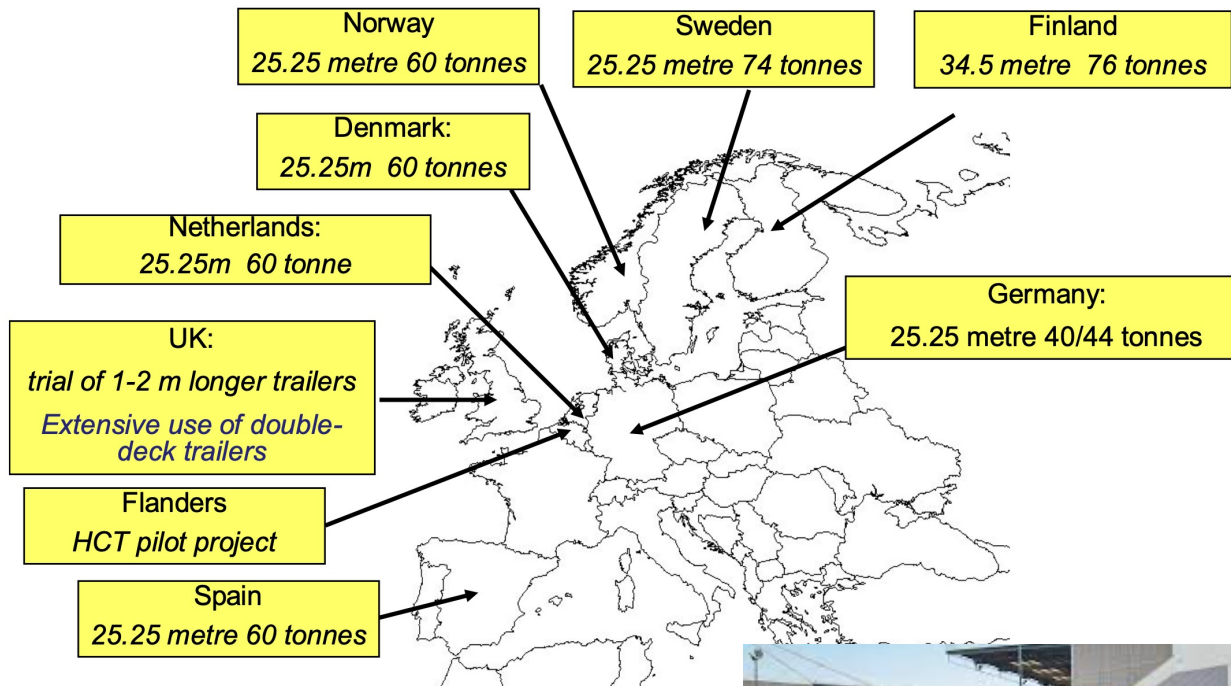 Norway
25.25 metre 60 tonnes
Sweden
25.25 metre 74 tonnes
Finland
34.5 metre 76 tonnes
Denmark:
25.25m 60 tonnes
Netherlands:
25.25m 60 tonne
Germany:
25.25 metre 40/44 tonnes
UK:
trial of 1-2 m longer trailers
Extensive use of double-
deck trailers
Flanders
HCT pilot project
Spain
25.25 metre 60 tonnes